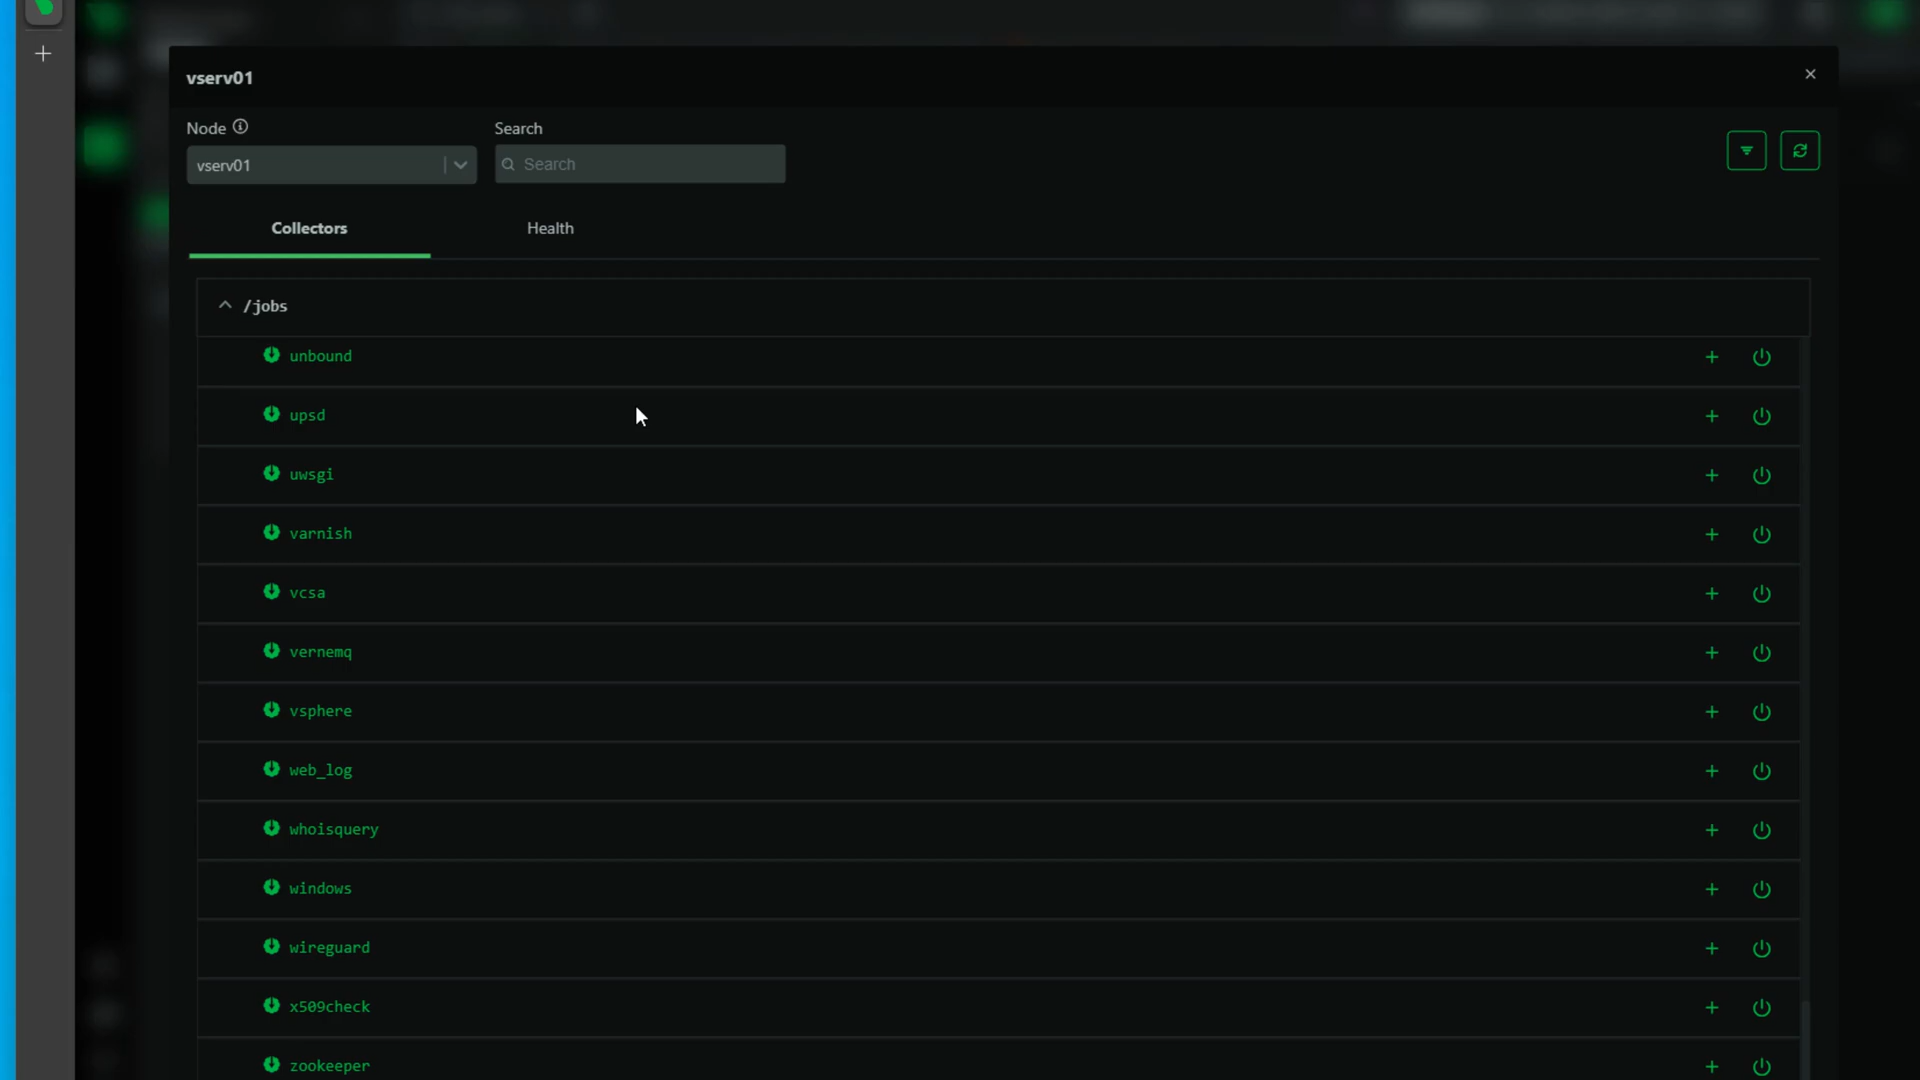 vserv01
Node
Search
vserv01
Search
Collectors
Health
/jobs
unbound
upsd
uwsgi
varnish
vcsa
vernemq
vsphere
web_log
whoisquery
windows
wireguard
x509check
zookeeper